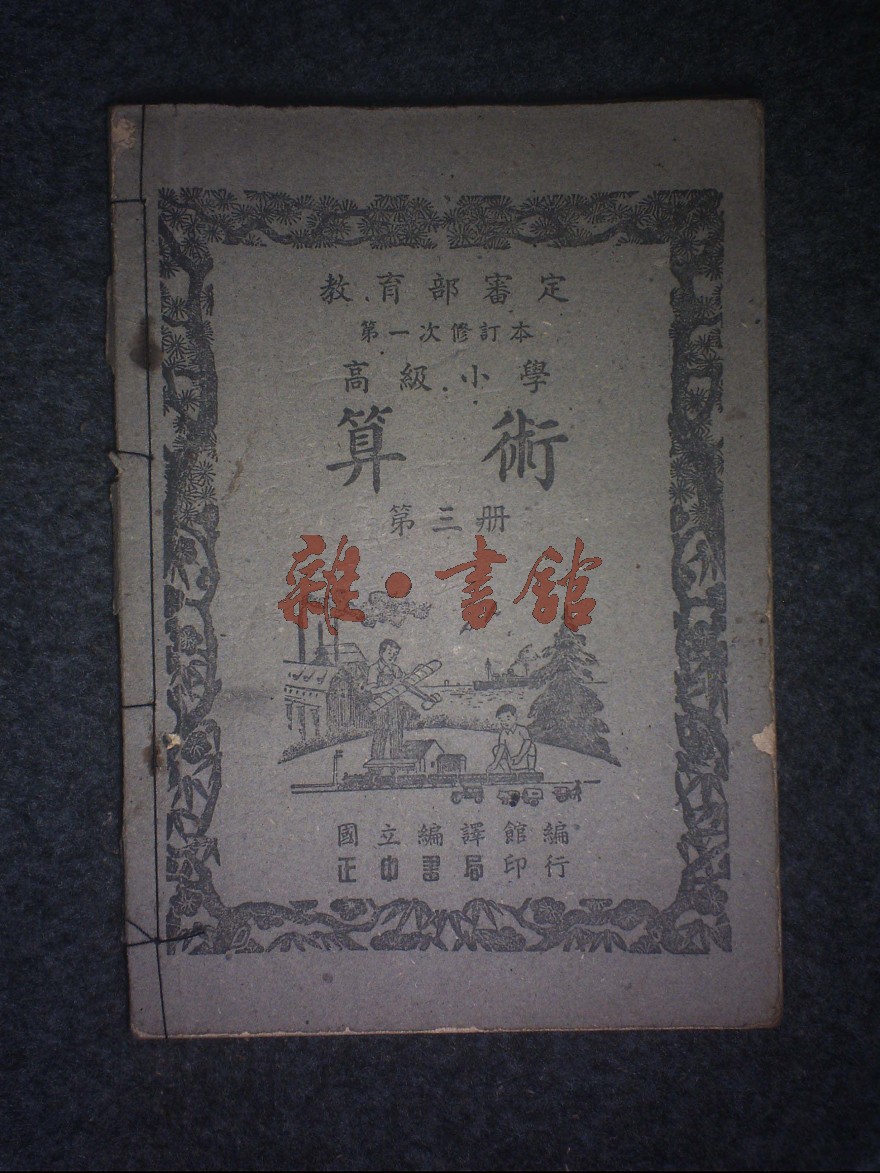 教育部審定
第一次修訂本
高級小學
算術
第三册
雜·書館
國立編譯館編
正中書局印行